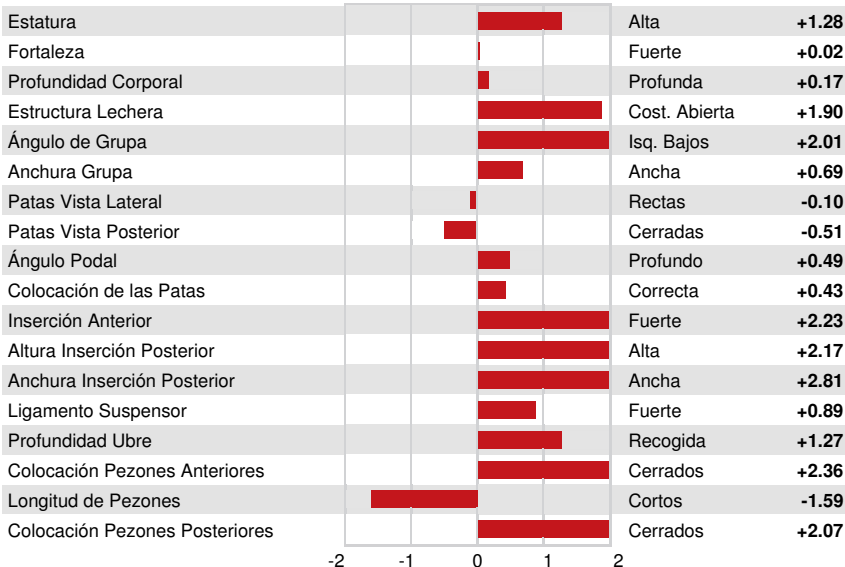 Estatura Alta +1.28
Fortaleza Fuerte +0.02
Profundidad Corporal Profunda +0.17
Estructura Lechera Cost. Abierta +1.90
Ángulo de Grupa Isq. Bajos +2.01
Anchura Grupa Ancha +0.69
Patas Vista Lateral Rectas -0.10
Patas Vista Posterior Cerradas -0.51
Ángulo Podal Profundo +0.49
Colocación de las Patas Correcta +0.43
Inserción Anterior Fuerte +2.23
Altura Inserción Posterior Alta +2.17
Anchura Inserción Posterior Ancha +2.81
Ligamento Suspensor Fuerte +0.89
Profundidad Ubre Recogida +1.27
Colocación Pezones Anteriores Cerrados +2.36
Longitud de Pezones Cortos -1.59
Colocación Pezones Posteriores Cerrados +2.07
-2 -1 0 1 2